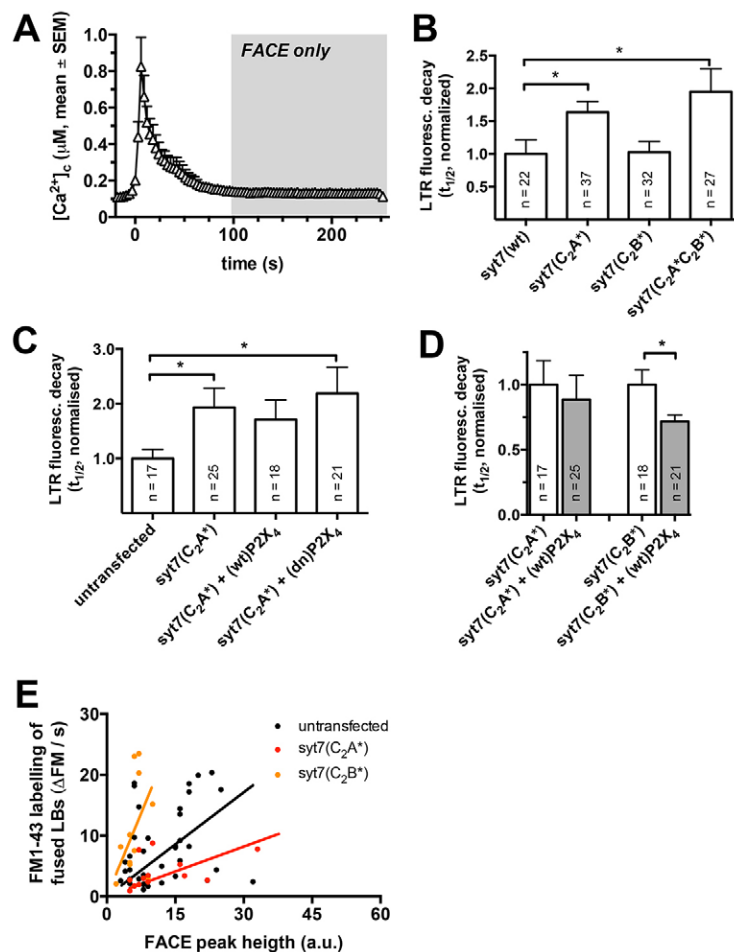 A
[Ca²⁺]c (μM, mean ± SEM)
1.0
0.8
0.6
0.4
0.2
0
FACE only
0
100
200
time (s)
B
LTR fluoresc. decay
(t1/2, normalized)
2.5
2.0
1.5
1.0
0.5
*
*
n = 22
n = 37
n = 32
n = 27
syt7(wt)
syt7(C₂A*)
syt7(C₂B*)
syt7(C₂A*C₂B*)
C
LTR fluoresc. decay
(t1/2, normalised)
3.0
2.0
1.0
*
*
n = 17
n = 25
n = 18
n = 21
untransfected
syt7(C₂A*)
syt7(C₂A*) + (wt)P2X₄
syt7(C₂A*) + (dn)P2X₄
D
LTR fluoresc. decay
(t1/2, normalised)
1.0
0.5
0
*
n = 17
n = 25
n = 18
n = 21
syt7(C₂A*)
syt7(C₂A*) + (wt)P2X₄
syt7(C₂B*)
syt7(C₂B*) + (wt)P2X₄
E
FM1-43 labelling of
fused LBs (ΔFM / s)
30
20
10
0
untransfected
syt7(C₂A*)
syt7(C₂B*)
0
15
30
45
60
FACE peak heigth (a.u.)